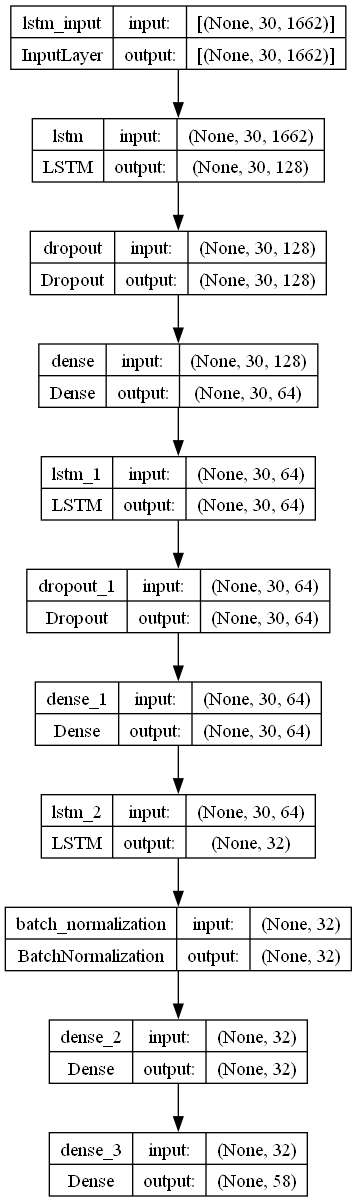 lstm_input input: [(None, 30, 1662)]
InputLayer output: [(None, 30, 1662)]
lstm input: (None, 30, 1662)
LSTM output: (None, 30, 128)
dropout input: (None, 30, 128)
Dropout output: (None, 30, 128)
dense input: (None, 30, 128)
Dense output: (None, 30, 64)
lstm_1 input: (None, 30, 64)
LSTM output: (None, 30, 64)
dropout_1 input: (None, 30, 64)
Dropout output: (None, 30, 64)
dense_1 input: (None, 30, 64)
Dense output: (None, 30, 64)
lstm_2 input: (None, 30, 64)
LSTM output: (None, 32)
batch_normalization input: (None, 32)
BatchNormalization output: (None, 32)
dense_2 input: (None, 32)
Dense output: (None, 32)
dense_3 input: (None, 32)
Dense output: (None, 58)